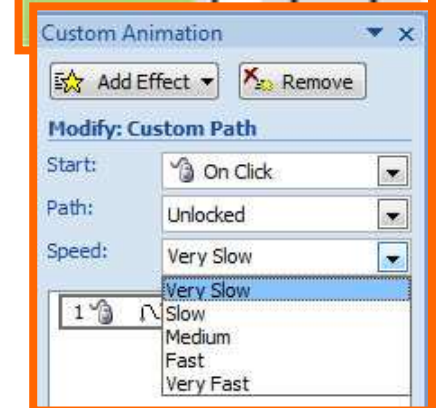 Custom Animation
Add Effect Remove
Modify: Custom Path
Start: On Click
Path: Unlocked
Speed: Very Slow
Very Slow
1 Slow
Medium
Fast
Very Fast